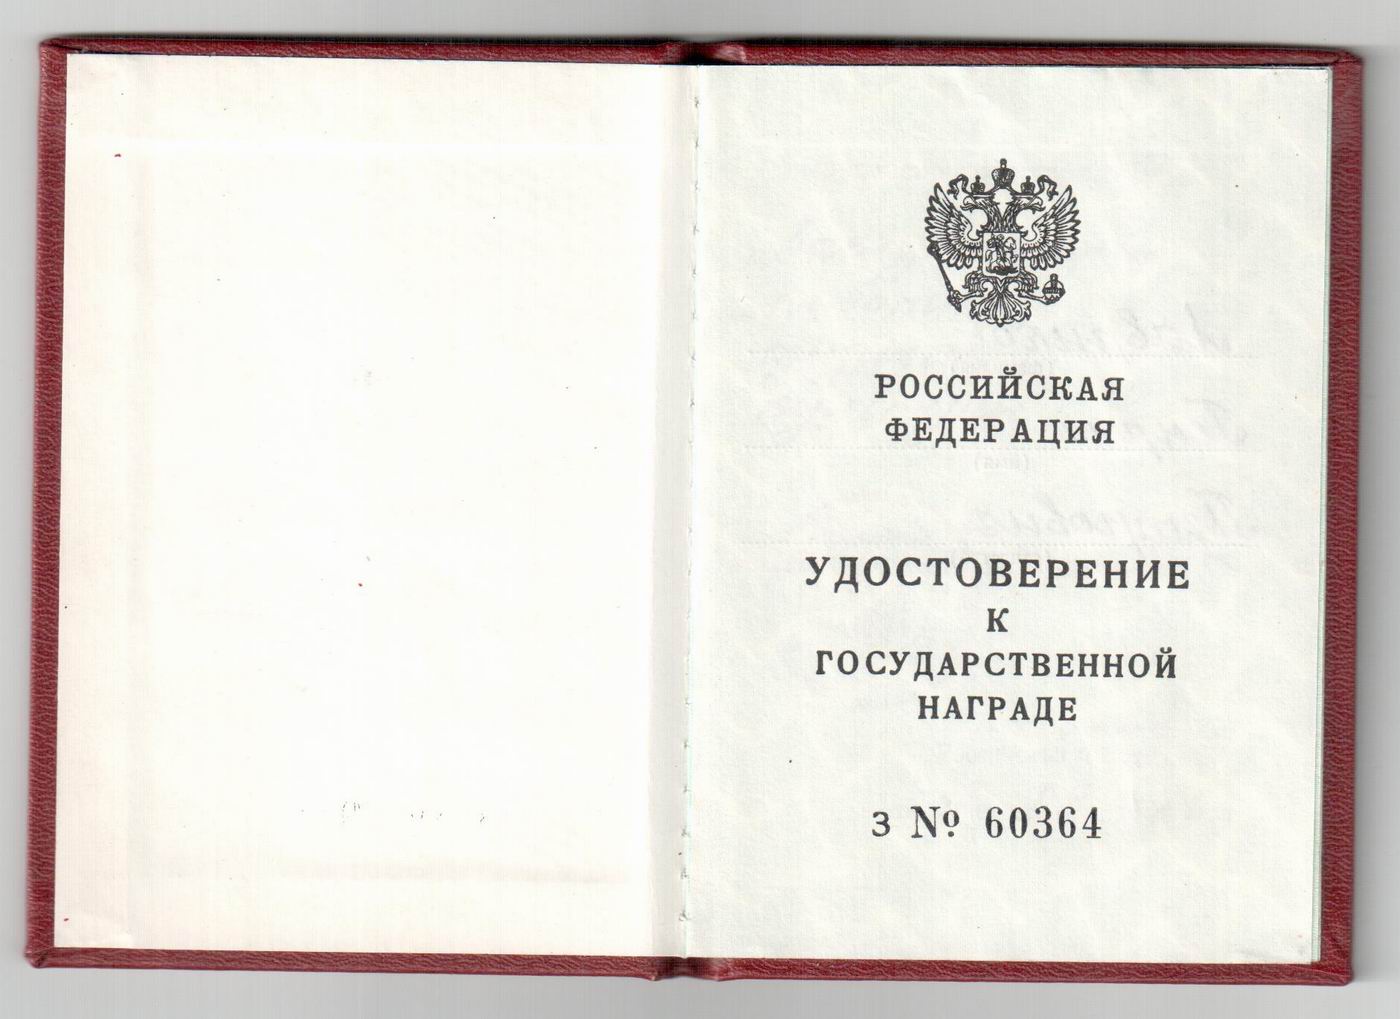 РОССИЙСКАЯ
ФЕДЕРАЦИЯ
УДОСТОВЕРЕНИЕ
К
ГОСУДАРСТВЕННОЙ
НАГРАДЕ
З № 60364